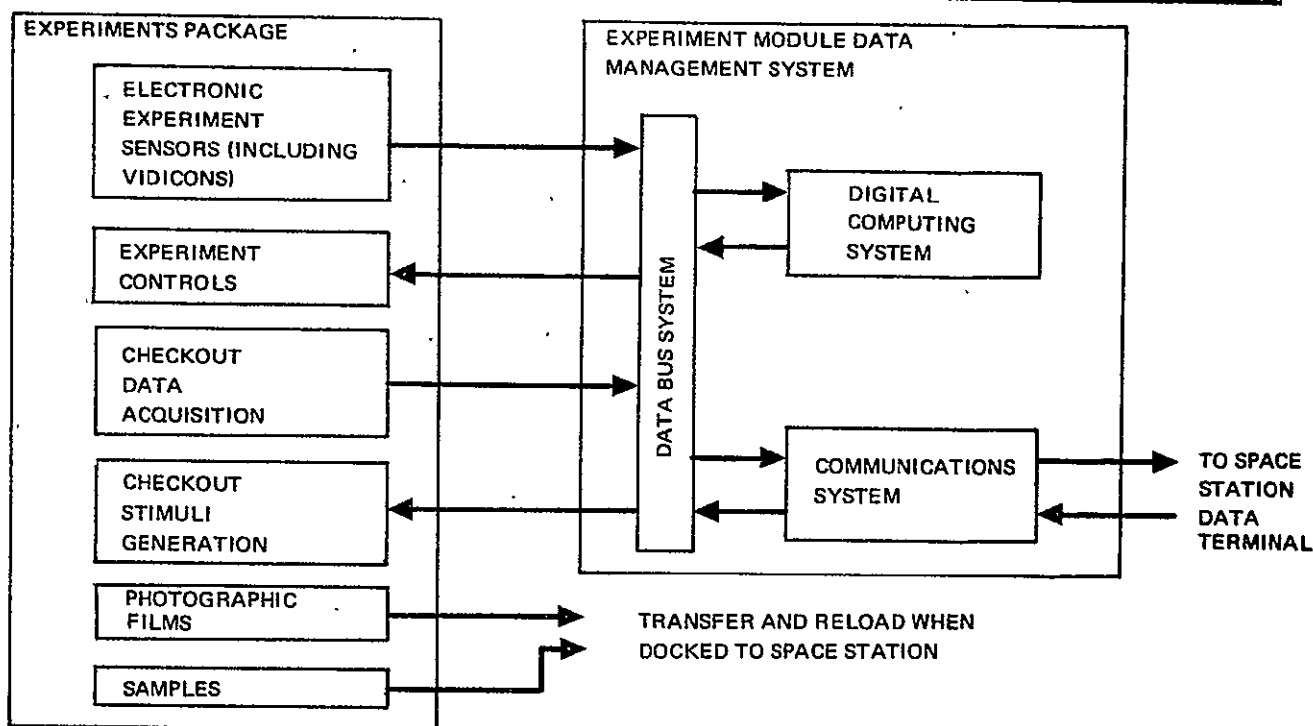 EXPERIMENTS PACKAGE
ELECTRONIC
EXPERIMENT
SENSORS (INCLUDING
VIDICONS)
EXPERIMENT
CONTROLS
CHECKOUT
DATA
ACQUISITION
CHECKOUT
STIMULI
GENERATION
PHOTOGRAPHIC
FILMS
SAMPLES
EXPERIMENT MODULE DATA
MANAGEMENT SYSTEM
DATA BUS SYSTEM
DIGITAL
COMPUTING
SYSTEM
COMMUNICATIONS
SYSTEM
TO SPACE
STATION
DATA
TERMINAL
TRANSFER AND RELOAD WHEN
DOCKED TO SPACE STATION